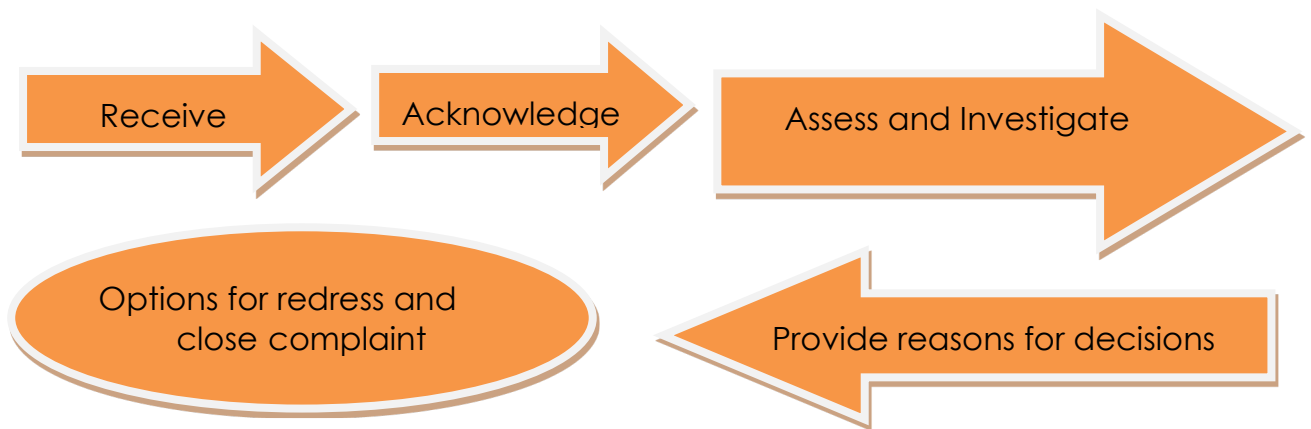 Receive
Acknowledge
Assess and Investigate
Provide reasons for decisions
Options for redress and
close complaint